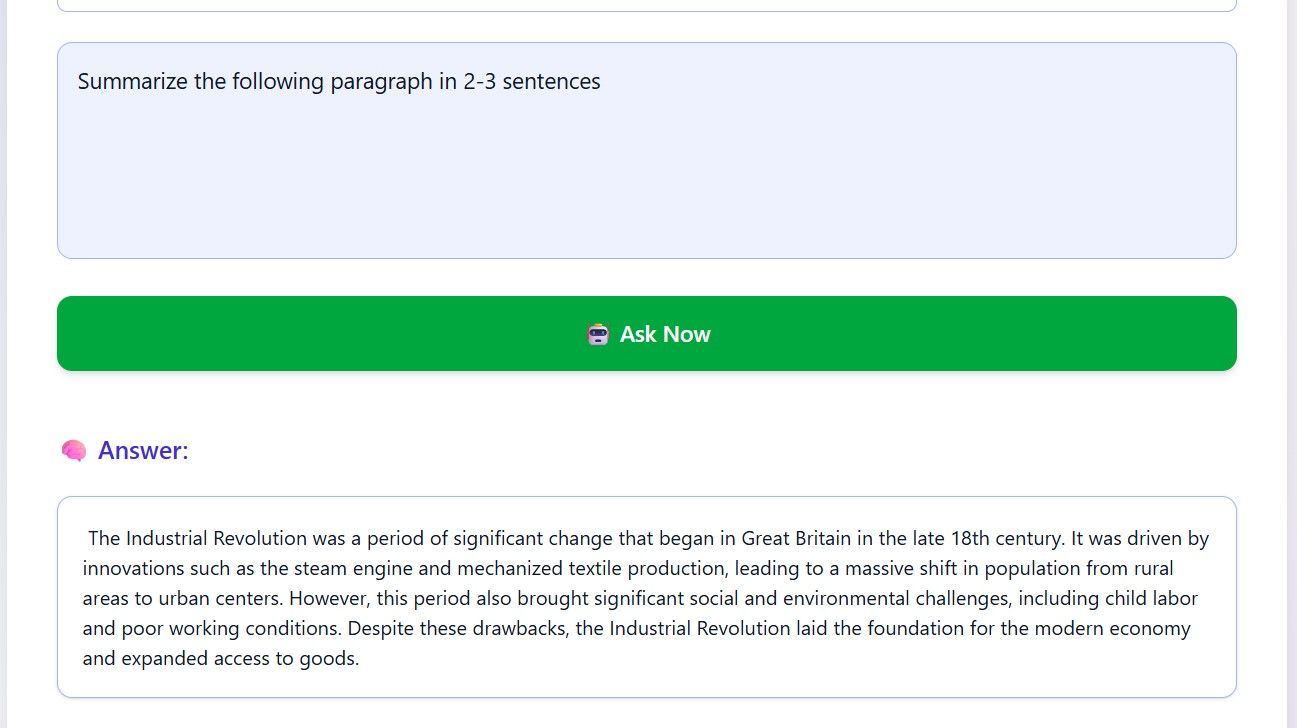 Summarize the following paragraph in 2-3 sentences
Ask Now
Answer:
The Industrial Revolution was a period of significant change that began in Great Britain in the late 18th century. It was driven by
innovations such as the steam engine and mechanized textile production, leading to a massive shift in population from rural
areas to urban centers. However, this period also brought significant social and environmental challenges, including child labor
and poor working conditions. Despite these drawbacks, the Industrial Revolution laid the foundation for the modern economy
and expanded access to goods.